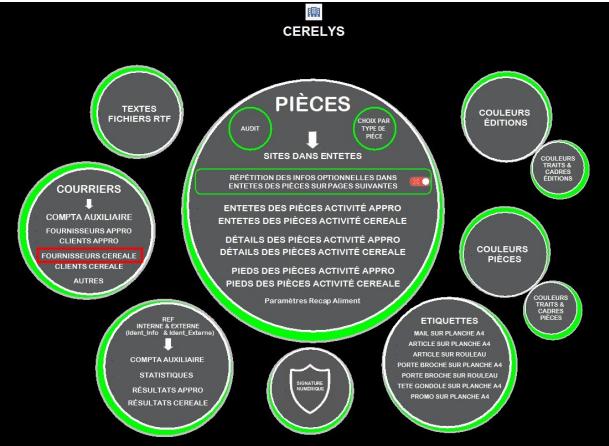 CERELYS
TEXTES
FICHIERS RTF
PIÈCES
AUDIT
CHOIX PAR
TYPE DE
PIÈCE
SITES DANS ENTETES
RÉPÉTITION DES INFOS OPTIONNELLES DANS
ENTETES DES PIÈCES SUR PAGES SUIVANTES
ENTETES DES PIÈCES ACTIVITÉ APPRO
ENTETES DES PIÈCES ACTIVITÉ CEREALE
DÉTAILS DES PIÈCES ACTIVITÉ APPRO
DÉTAILS DES PIÈCES ACTIVITÉ CEREALE
PIEDS DES PIÈCES ACTIVITÉ APPRO
PIEDS DES PIÈCES ACTIVITÉ CEREALE
Paramètres Recap Aliment
COULEURS
ÉDITIONS
COULEURS
TRAITS &
CADRES
ÉDITIONS
COURRIERS
COMPTA AUXILIAIRE
FOURNISSEURS APPRO
CLIENTS APPRO
FOURNISSEURS CEREALE
CLIENTS CEREALE
AUTRES
COULEURS
PIÈCES
COULEURS
TRAITS &
CADRES
PIÈCES
REF
INTERNE & EXTERNE
(Ident_Info & Ident_Externe)
COMPTA AUXILIAIRE
STATISTIQUES
RÉSULTATS APPRO
RÉSULTATS CEREALE
SIGNATURE
NUMÉRIQUE
ETIQUETTES
MAIL SUR PLANCHE A4
ARTICLE SUR PLANCHE A4
ARTICLE SUR ROULEAU
PORTE BROCHE SUR PLANCHE A4
PORTE BROCHE SUR ROULEAU
TETE GONDOLE SUR PLANCHE A4
PROMO SUR PLANCHE A4